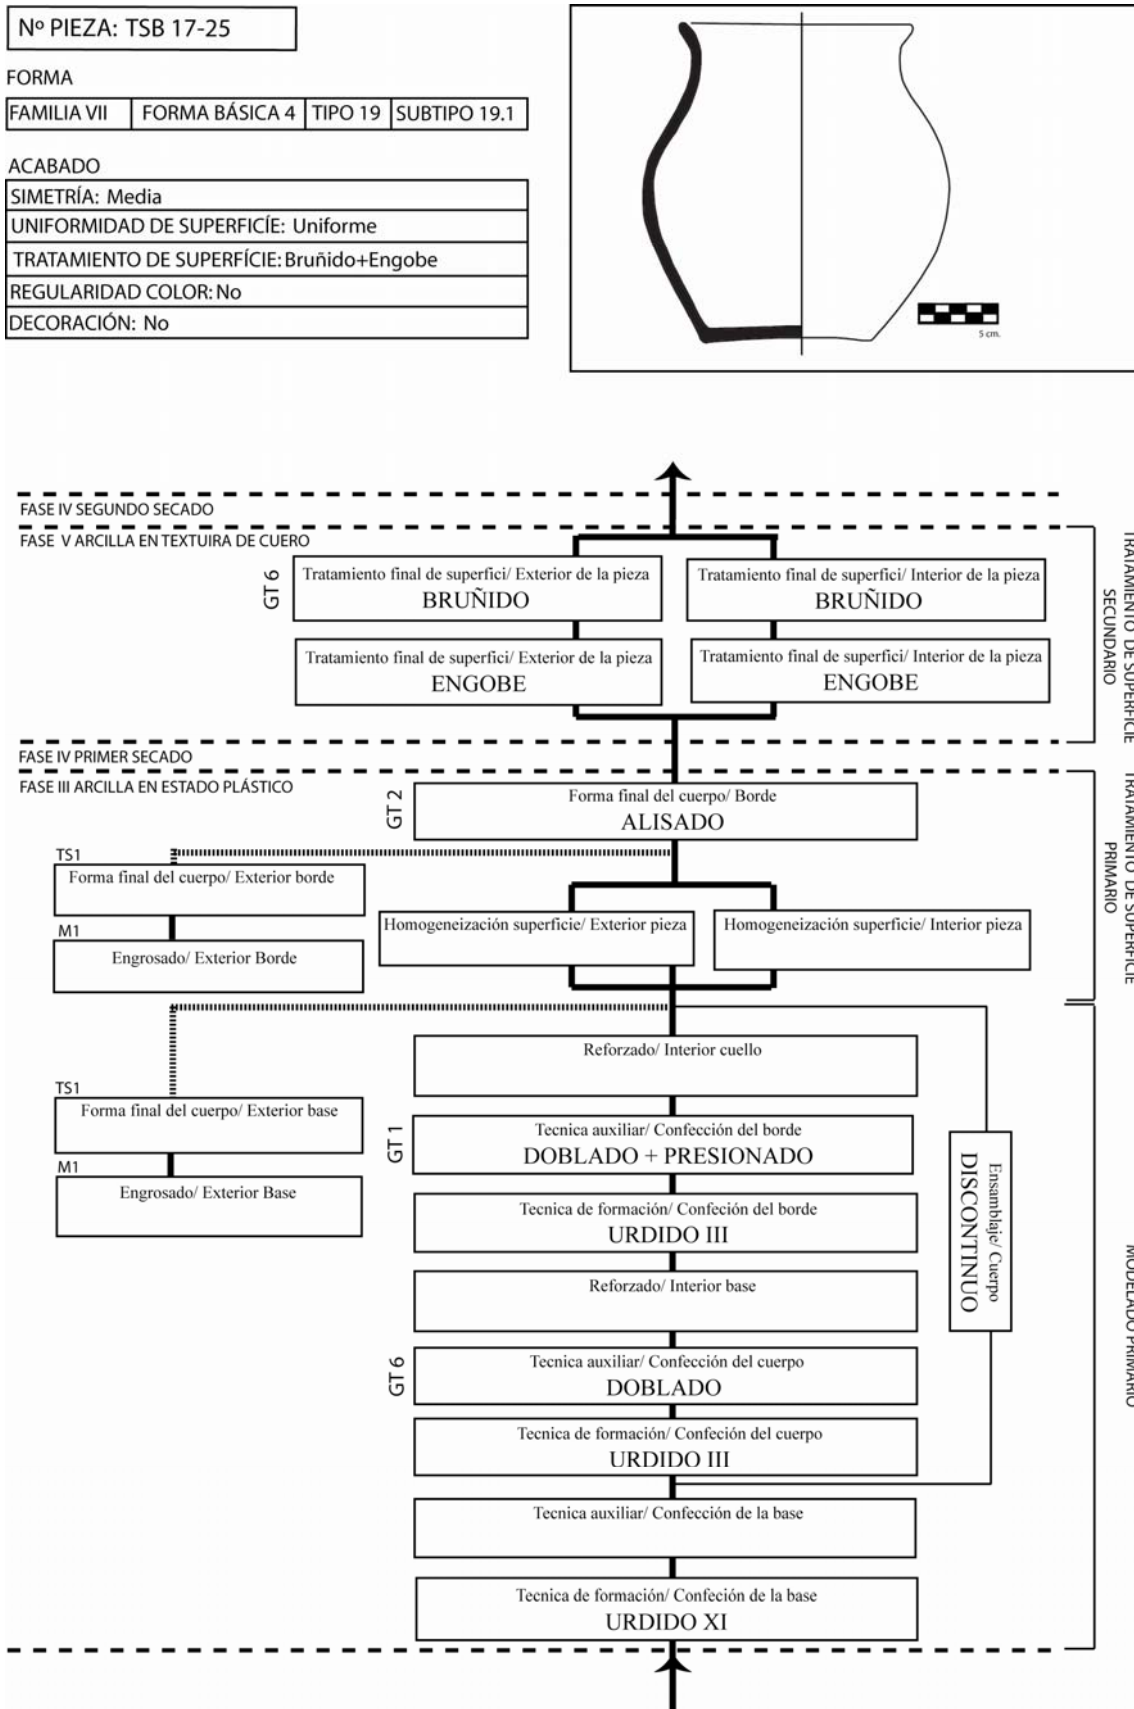 Nº PIEZA: TSB 17-25
FORMA
FAMILIA VII FORMA BÁSICA 4 TIPO 19 SUBTIPO 19.1
ACABADO
SIMETRÍA: Media
UNIFORMIDAD DE SUPERFICÍE: Uniforme
TRATAMIENTO DE SUPERFÍCIE: Bruñido+Engobe
REGULARIDAD COLOR: No
DECORACIÓN: No
5 cm.
FASE IV SEGUNDO SECADO
FASE V ARCILLA EN TEXTUIRA DE CUERO
GT 6
Tratamiento final de superfici/ Exterior de la pieza
BRUÑIDO
Tratamiento final de superfici/ Interior de la pieza
BRUÑIDO
Tratamiento final de superfici/ Exterior de la pieza
ENGOBE
Tratamiento final de superfici/ Interior de la pieza
ENGOBE
TRATAMIENTO DE SUPERFICIE
SECUNDARIO
FASE IV PRIMER SECADO
FASE III ARCILLA EN ESTADO PLÁSTICO
GT 2
Forma final del cuerpo/ Borde
ALISADO
TRATAMIENTO DE SUPERFICIE
PRIMARIO
TS1
Forma final del cuerpo/ Exterior borde
M1
Engrosado/ Exterior Borde
Homogeneización superficie/ Exterior pieza
Homogeneización superficie/ Interior pieza
Reforzado/ Interior cuello
TS1
Forma final del cuerpo/ Exterior base
M1
Engrosado/ Exterior Base
GT 1
Tecnica auxiliar/ Confección del borde
DOBLADO + PRESIONADO
Tecnica de formación/ Confeción del borde
URDIDO III
Reforzado/ Interior base
GT 6
Tecnica auxiliar/ Confección del cuerpo
DOBLADO
Tecnica de formación/ Confeción del cuerpo
URDIDO III
Ensamblaje/ Cuerpo
DISCONTINUO
MODELADO PRIMARIO
Tecnica auxiliar/ Confección de la base
Tecnica de formación/ Confeción de la base
URDIDO XI